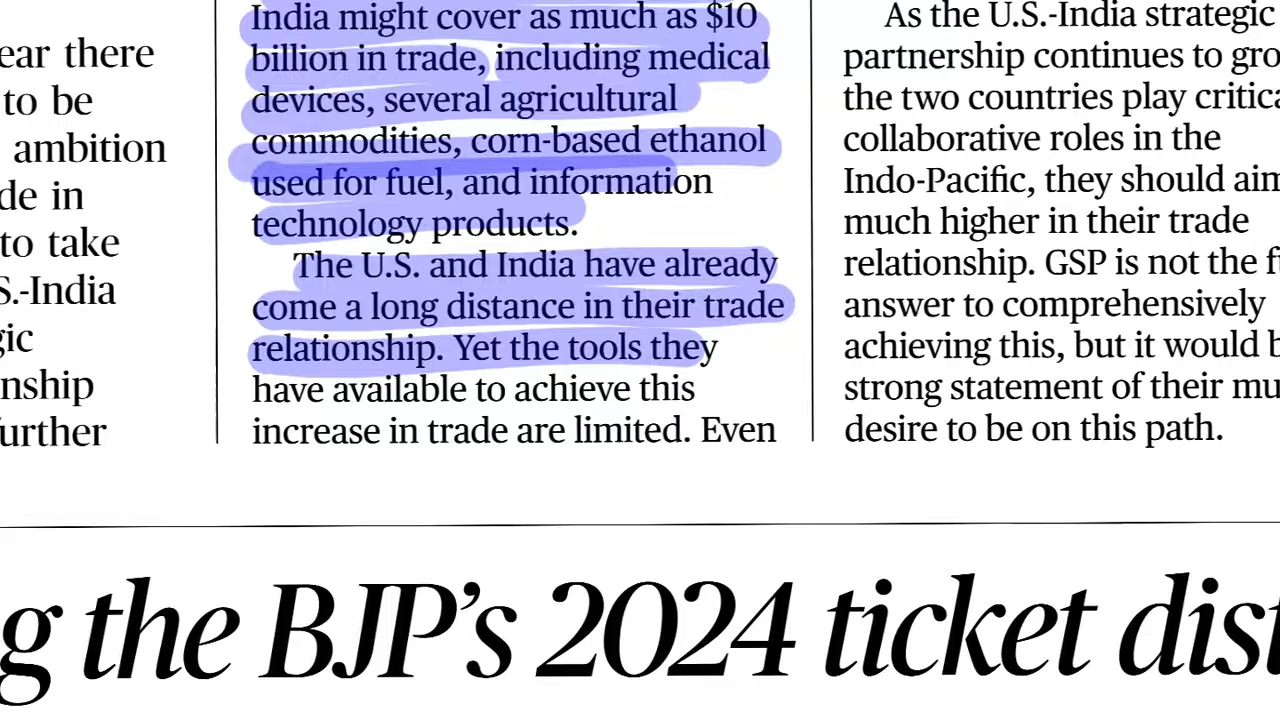 ear there
to be
ambition
de in
to take
S.-India
gic
nship
further
India might cover as much as $10
billion in trade, including medical
devices, several agricultural
commodities, corn-based ethanol
used for fuel, and information
technology products.
The U.S. and India have already
come a long distance in their trade
relationship. Yet the tools they
have available to achieve this
increase in trade are limited. Even
As the U.S.-India strategic
partnership continues to gro
the two countries play critica
collaborative roles in the
Indo-Pacific, they should aim
much higher in their trade
relationship. GSP is not the fu
answer to comprehensively
achieving this, but it would b
strong statement of their mu
desire to be on this path.
g the BJP’s 2024 ticket dist